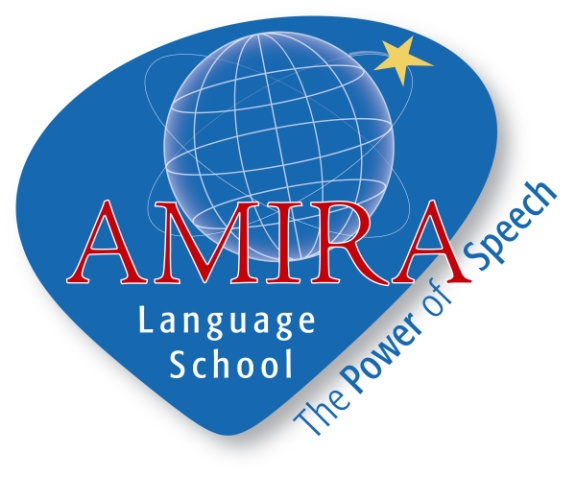 AMIRA
Language
School
The Power of Speech